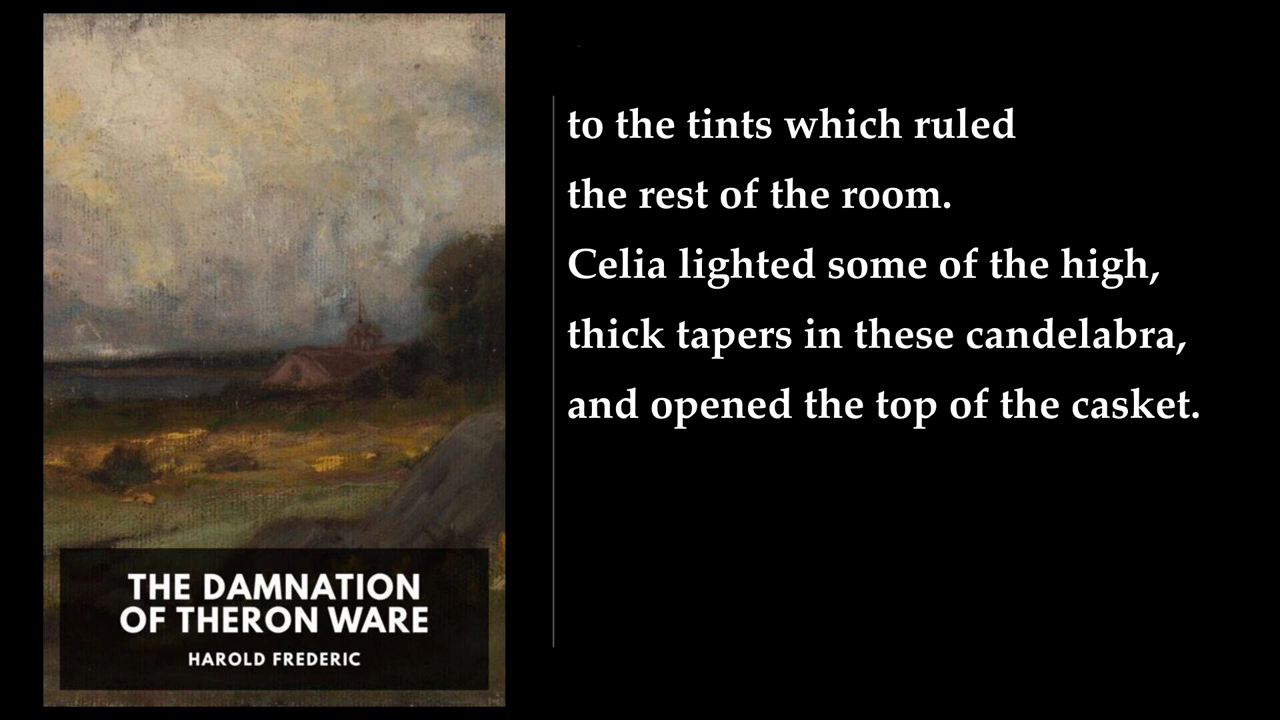 THE DAMNATION
OF THERON WARE
HAROLD FREDERIC
to the tints which ruled
the rest of the room.
Celia lighted some of the high,
thick tapers in these candelabra,
and opened the top of the casket.